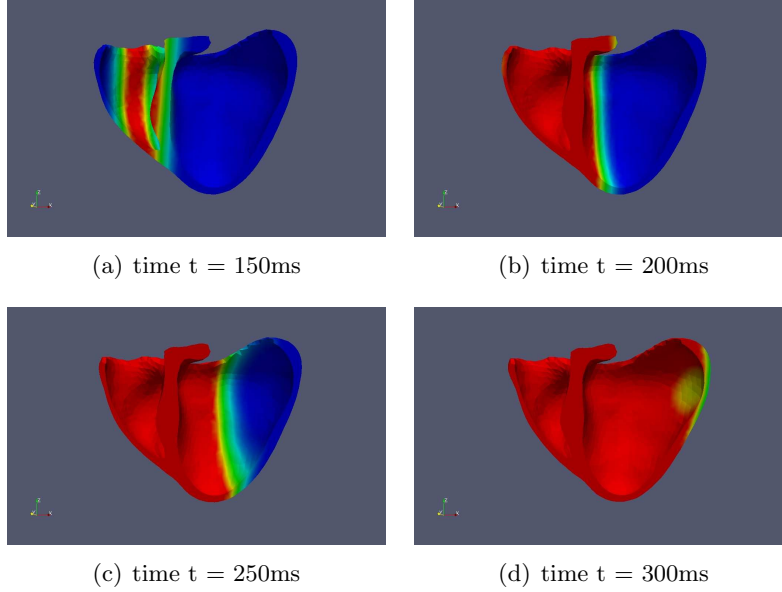 (a) time t = 150ms
(b) time t = 200ms
(c) time t = 250ms
(d) time t = 300ms